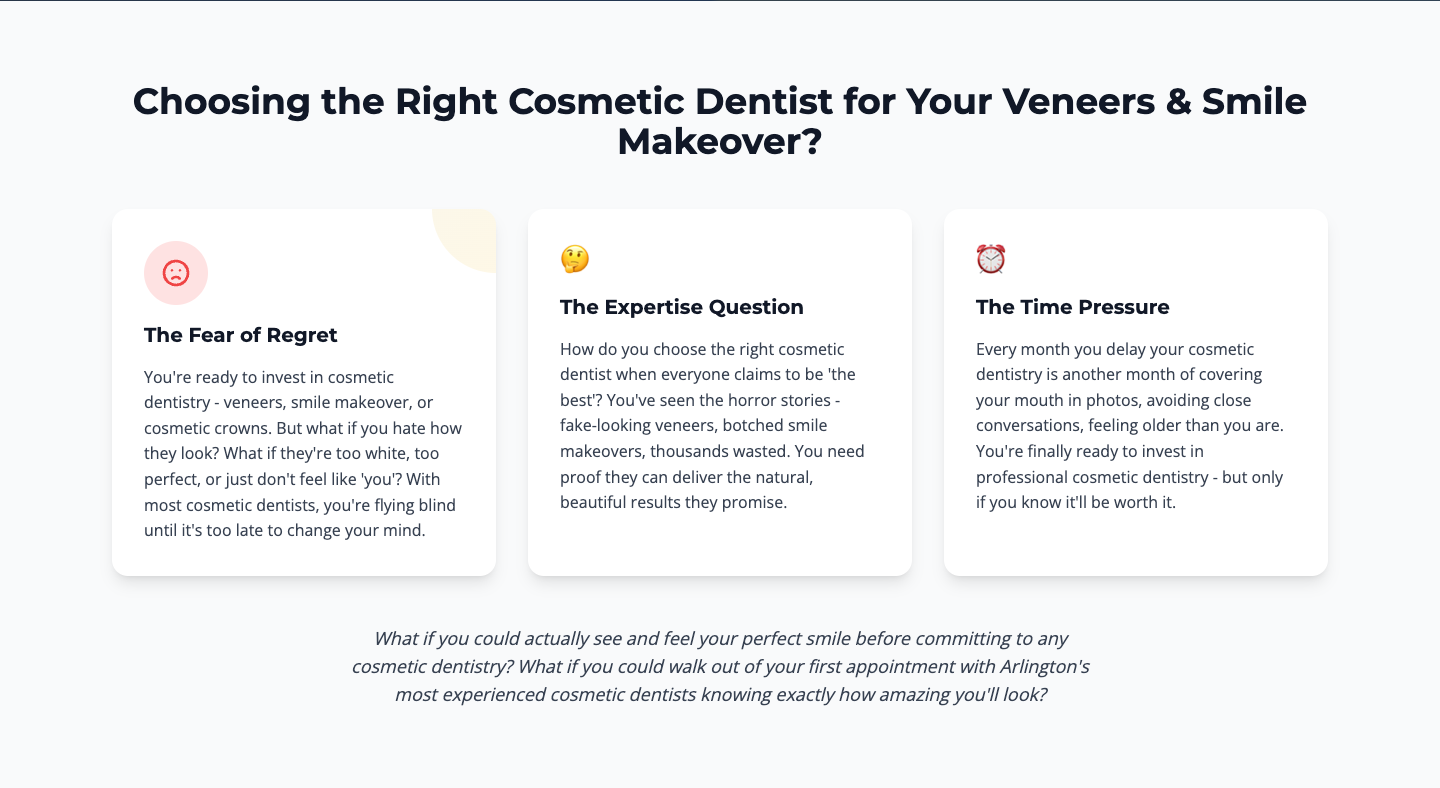 Choosing the Right Cosmetic Dentist for Your Veneers & Smile
Makeover?
The Fear of Regret
You're ready to invest in cosmetic
dentistry - veneers, smile makeover, or
cosmetic crowns. But what if you hate how
they look? What if they're too white, too
perfect, or just don't feel like 'you'? With
most cosmetic dentists, you're flying blind
until it's too late to change your mind.
The Expertise Question
How do you choose the right cosmetic
dentist when everyone claims to be 'the
best'? You've seen the horror stories -
fake-looking veneers, botched smile
makeovers, thousands wasted. You need
proof they can deliver the natural,
beautiful results they promise.
The Time Pressure
Every month you delay your cosmetic
dentistry is another month of covering
your mouth in photos, avoiding close
conversations, feeling older than you are.
You're finally ready to invest in
professional cosmetic dentistry - but only
if you know it'll be worth it.
What if you could actually see and feel your perfect smile before committing to any
cosmetic dentistry? What if you could walk out of your first appointment with Arlington's
most experienced cosmetic dentists knowing exactly how amazing you'll look?